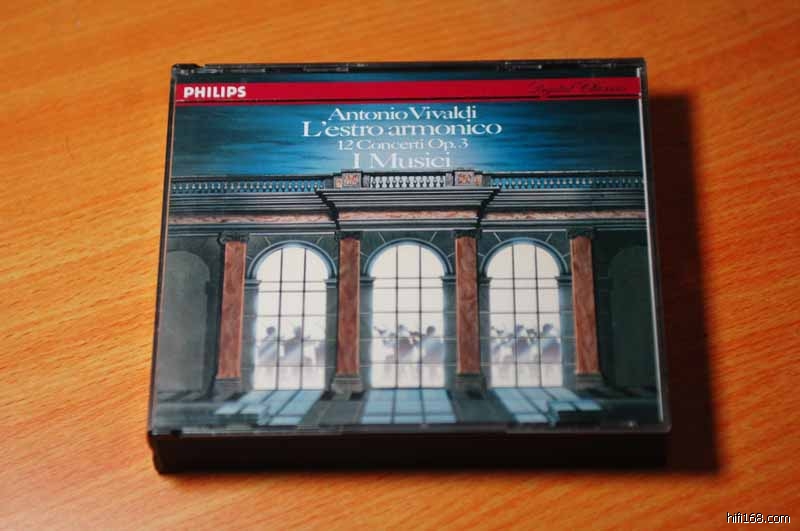 PHILIPS
Digital Classics
Antonio Vivaldi
L'estro armonico
12 Concerti Op.3
I Musici
hifi168.com